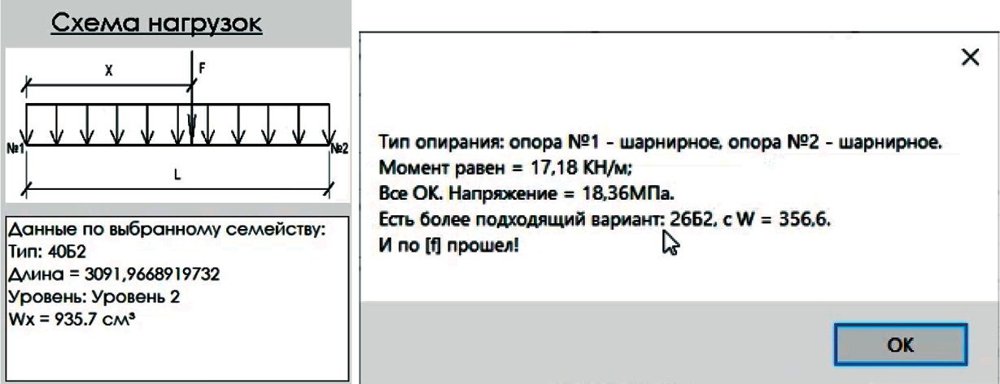 Схема нагрузок
X
F
№1
№2
L
Данные по выбранному семейству:
Тип: 40Б2
Длина = 3091,9668919732
Уровень: Уровень 2
Wx = 935.7 см³
Тип опирания: опора №1 - шарнирное, опора №2 - шарнирное.
Момент равен = 17,18 КН/м;
Все ОК. Напряжение = 18,36МПа.
Есть более подходящий вариант: 26Б2, с W = 356,6.
И по [f] прошел!
ОК